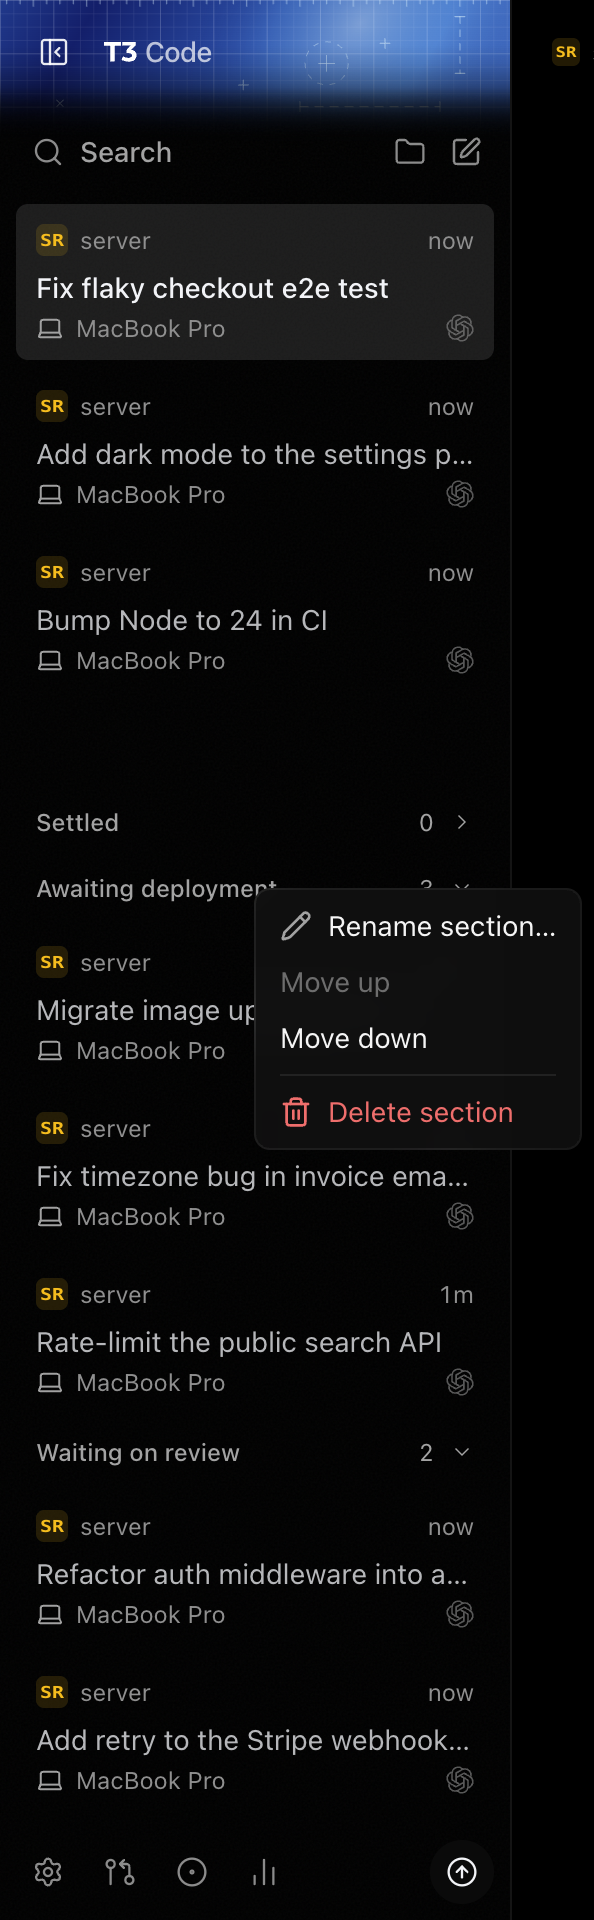 T3 Code
SR
Search
SR server now
Fix flaky checkout e2e test
MacBook Pro
SR server now
Add dark mode to the settings p...
MacBook Pro
SR server now
Bump Node to 24 in CI
MacBook Pro
Settled 0
Awaiting deployment
Rename section...
Move up
Move down
Delete section
SR server
Migrate image up
MacBook Pro
SR server
Fix timezone bug in invoice ema...
MacBook Pro
SR server 1m
Rate-limit the public search API
MacBook Pro
Waiting on review 2
SR server now
Refactor auth middleware into a...
MacBook Pro
SR server now
Add retry to the Stripe webhook...
MacBook Pro